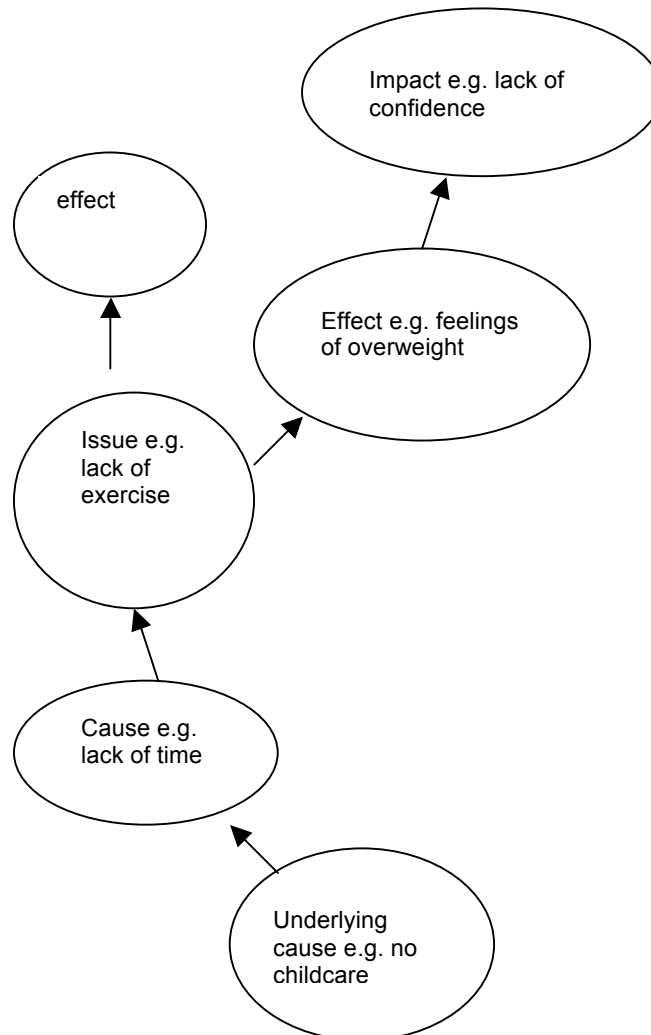 Impact e.g. lack of
confidence
effect
Effect e.g. feelings
of overweight
Issue e.g.
lack of
exercise
Cause e.g.
lack of time
Underlying
cause e.g. no
childcare